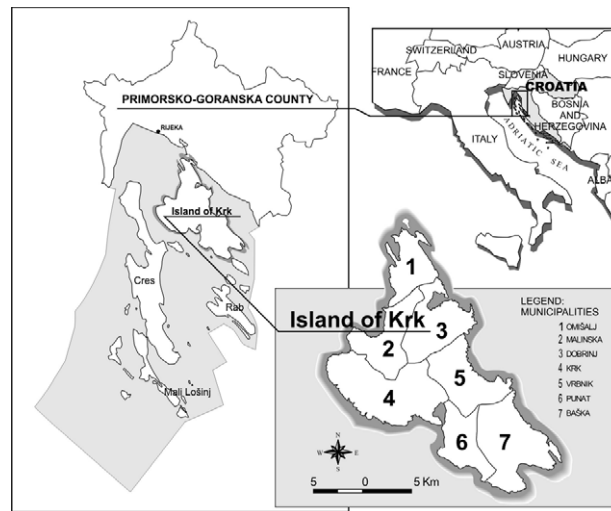 PRIMORSKO-GORANSKA COUNTY
RIJEKA
Island of Krk
Cres
Rab
Mali Lošinj
SWITZERLAND
AUSTRIA
HUNGARY
FRANCE
SLOVENIA
CROATIA
BOSNIA
AND
HERZEGOVINA
ITALY
ADRIATIC SEA
ALBA
Island of Krk
1
2
3
4
5
6
7
LEGEND:
MUNICIPALITIES
1 OMIŠALJ
2 MALINSKA
3 DOBRINJ
4 KRK
5 VRBNIK
6 PUNAT
7 BAŠKA
N
W E
S
5 0 5 Km